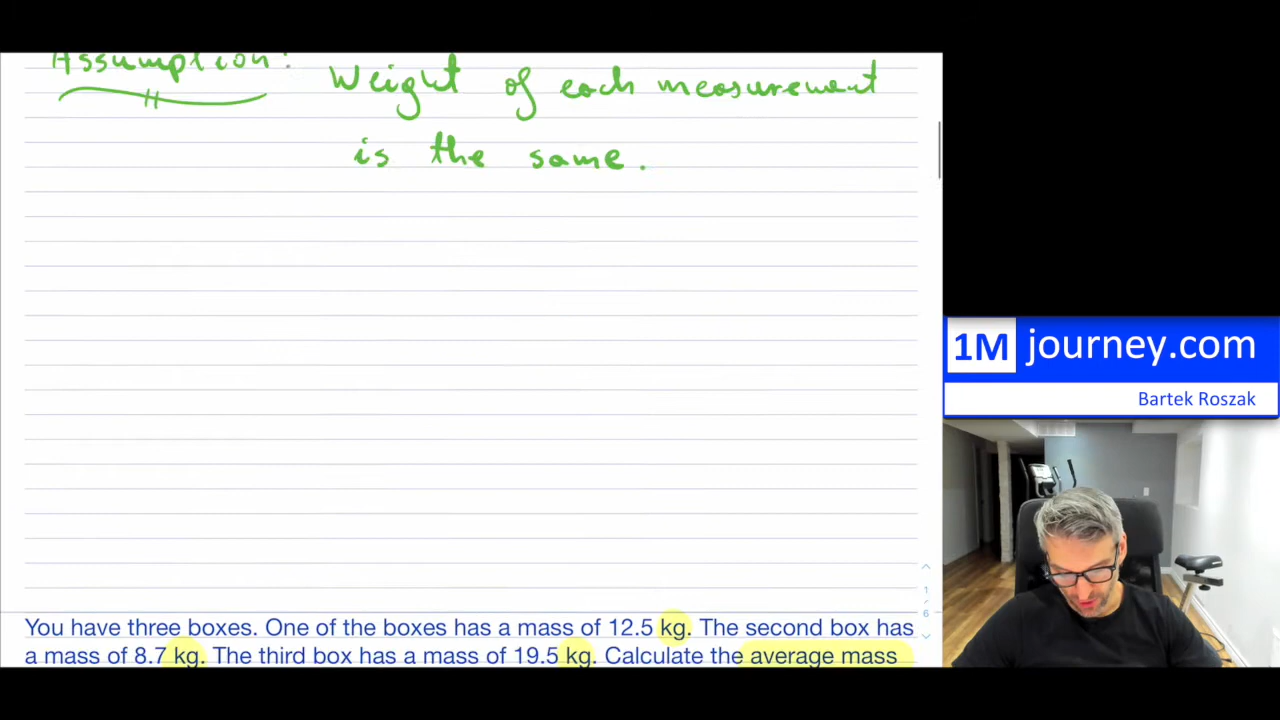 Assumption: Weight of each measurement
is the same.
1M journey.com
Bartek Roszak
1
6
You have three boxes. One of the boxes has a mass of 12.5 kg. The second box has
a mass of 8.7 kg. The third box has a mass of 19.5 kg. Calculate the average mass